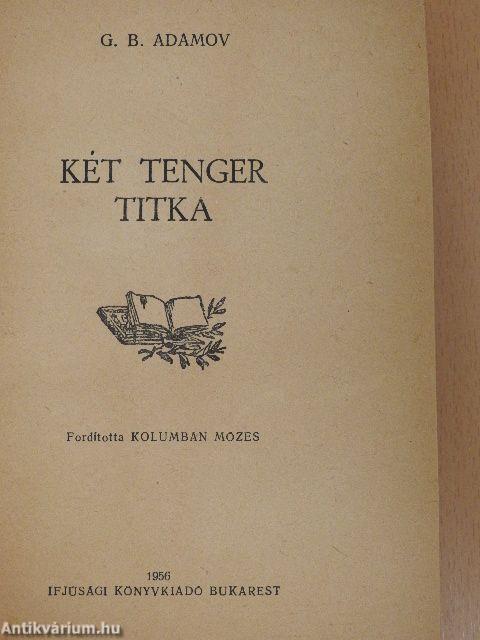 G. B. ADAMOV
KÉT TENGER
TITKA
Fordította KOLUMBAN MÓZES
1956
IFJÚSÁGI KÖNYVKIADÓ BUKAREST
Antikvárium.hu